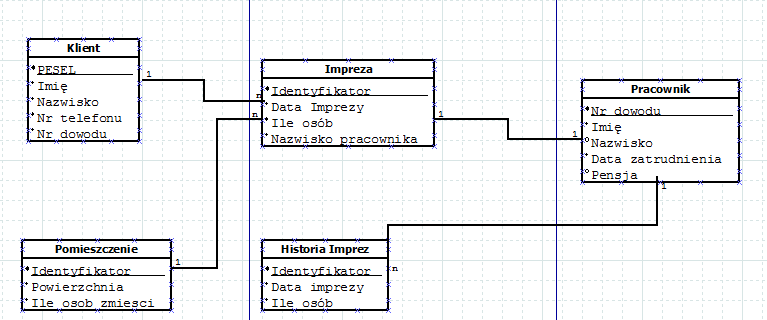 Klient
PESEL
Imię
Nazwisko
Nr telefonu
Nr dowodu
1
n
n
Impreza
Identyfikator
Data Imprezy
Ile osób
Nazwisko pracownika
1
1
Pracownik
Nr dowodu
Imię
Nazwisko
Data zatrudnienia
Pensja
1
Pomieszczenie
Identyfikator
Powierzchnia
Ile osob zmiesci
1
Historia Imprez
Identyfikator
Data imprezy
Ile osób
n